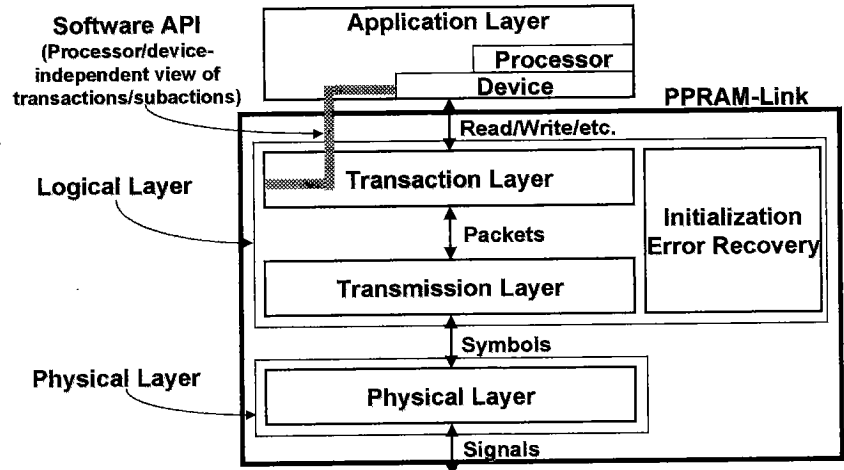 Software API
(Processor/device-
independent view of
transactions/subactions)
Application Layer
Processor
Device
PPRAM-Link
Read/Write/etc.
Logical Layer
Transaction Layer
Initialization
Error Recovery
Packets
Transmission Layer
Symbols
Physical Layer
Physical Layer
Signals